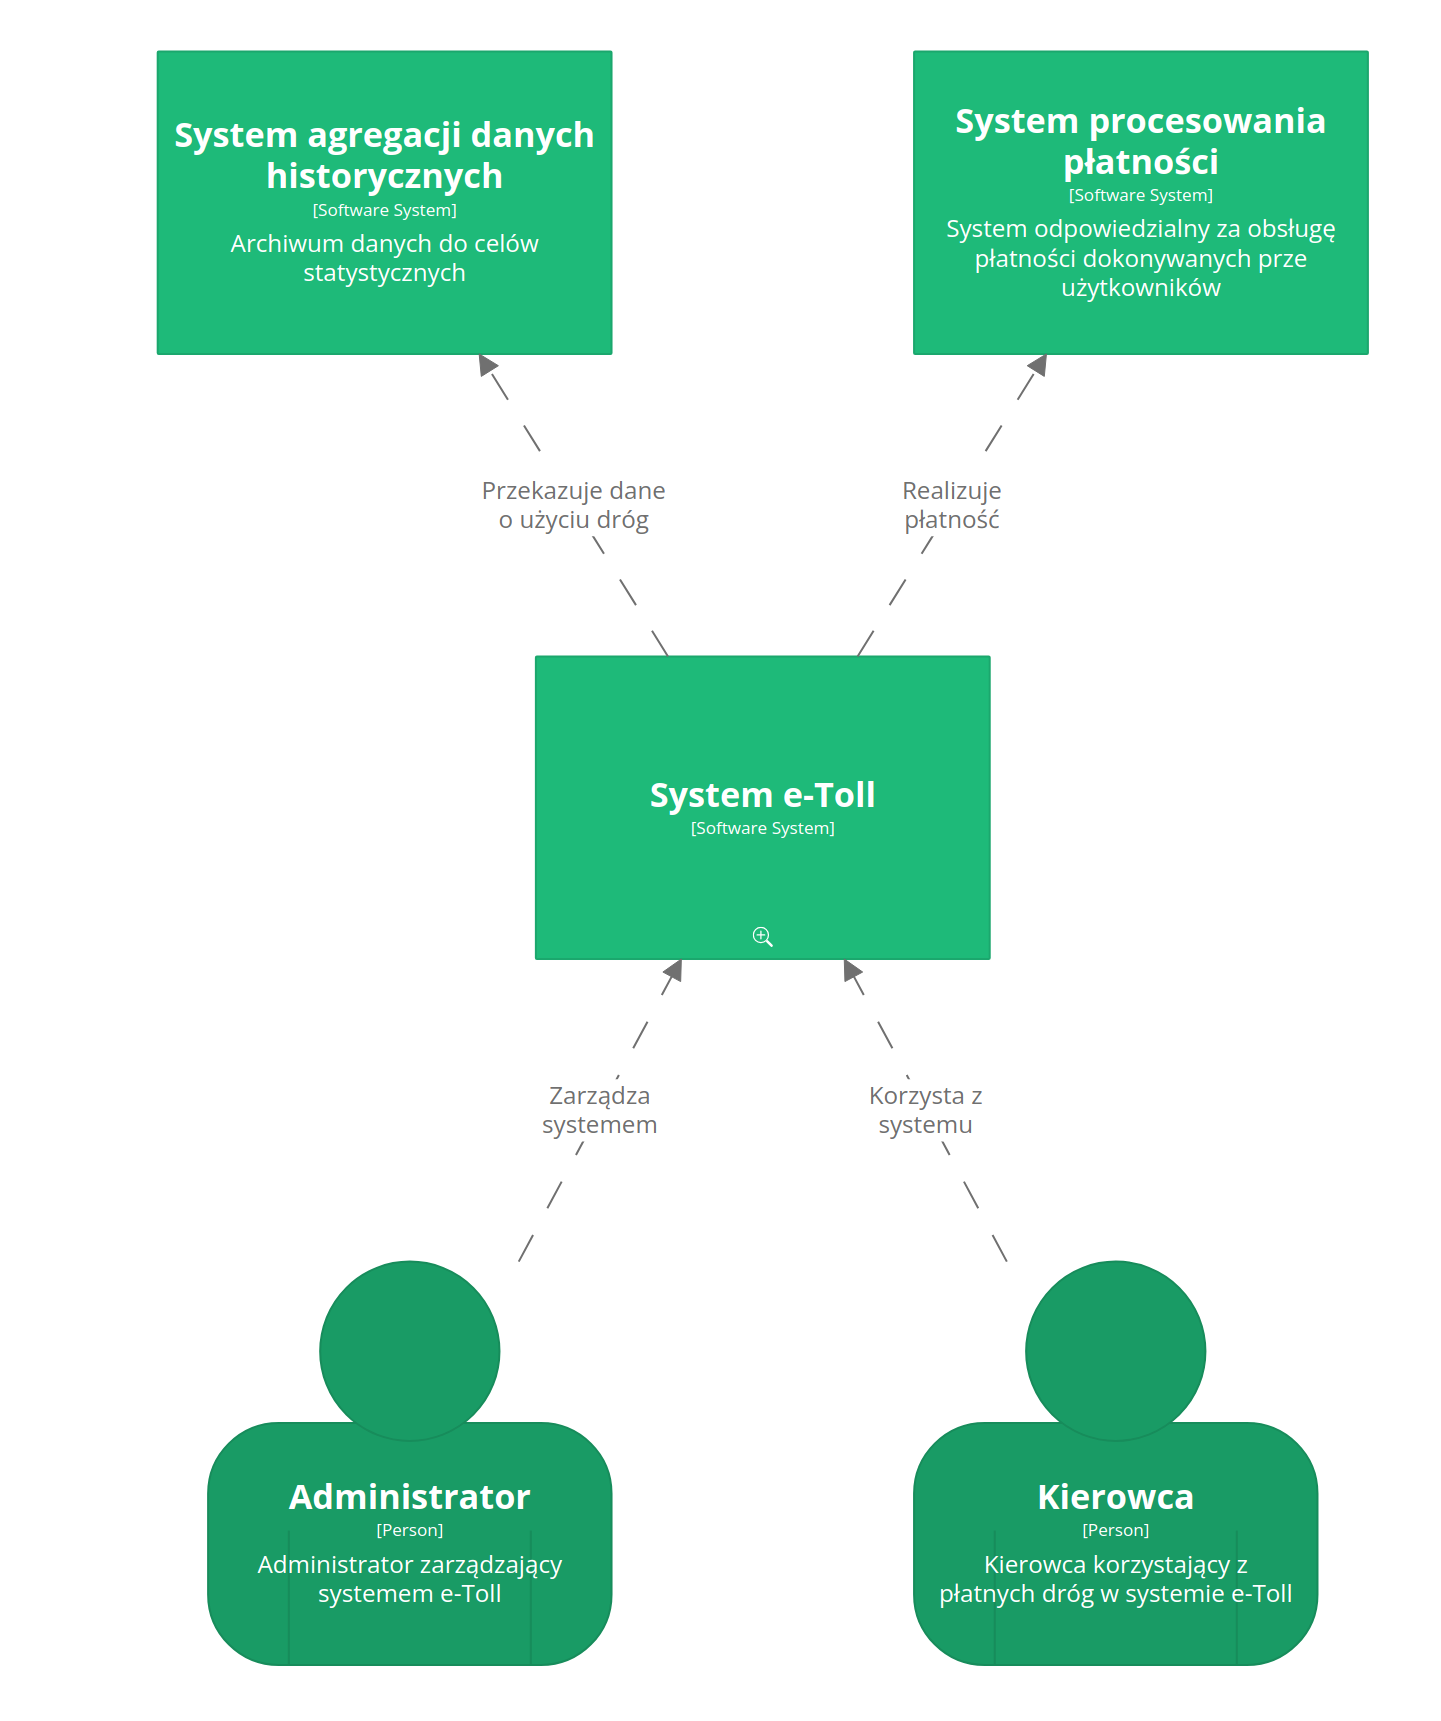 System agregacji danych
historycznych
[Software System]
Archiwum danych do celów
statystycznych
System procesowania
płatności
[Software System]
System odpowiedzialny za obsługę
płatności dokonywanych prze
użytkowników
Przekazuje dane
o użyciu dróg
Realizuje
płatność
System e-Toll
[Software System]
Zarządza
systemem
Korzysta z
systemu
Administrator
[Person]
Administrator zarządzający
systemem e-Toll
Kierowca
[Person]
Kierowca korzystający z
płatnych dróg w systemie e-Toll